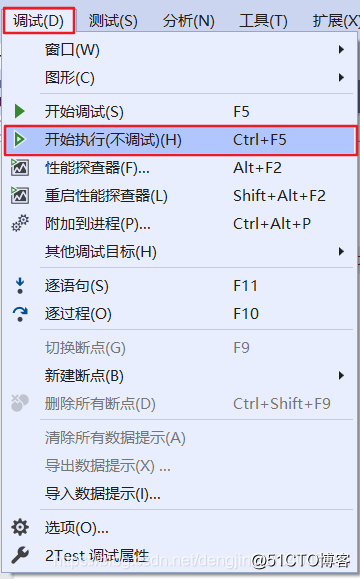 调试(D) 测试(S) 分析(N) 工具(T) 扩展(X)
窗口(W)
图形(C)
开始调试(S) F5
开始执行(不调试)(H) Ctrl+F5
性能探查器(F)... Alt+F2
重启性能探查器(L) Shift+Alt+F2
附加到进程(P)... Ctrl+Alt+P
其他调试目标(H)
逐语句(S) F11
逐过程(O) F10
切换断点(G) F9
新建断点(B)
删除所有断点(D) Ctrl+Shift+F9
清除所有数据提示(A)
导出数据提示(X) ...
导入数据提示(I)...
选项(O)...
2Test 调试属性
@51CTO博客